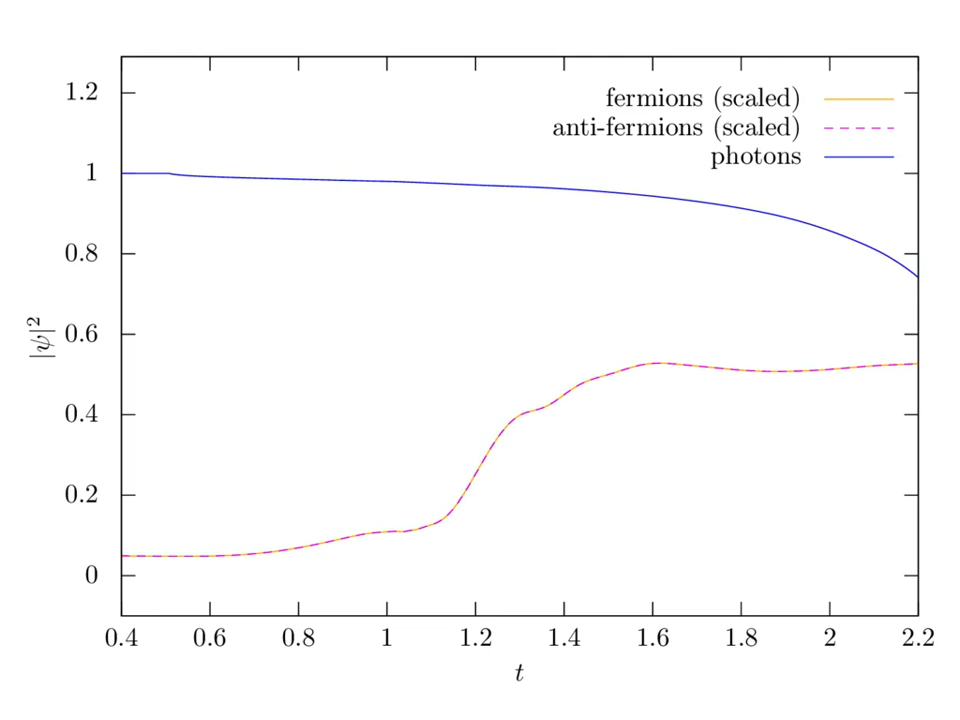 1.2
1
0.8
0.6
0.4
0.2
0
|ψ|²
fermions (scaled)
anti-fermions (scaled)
photons
0.4 0.6 0.8 1 1.2 1.4 1.6 1.8 2 2.2
t